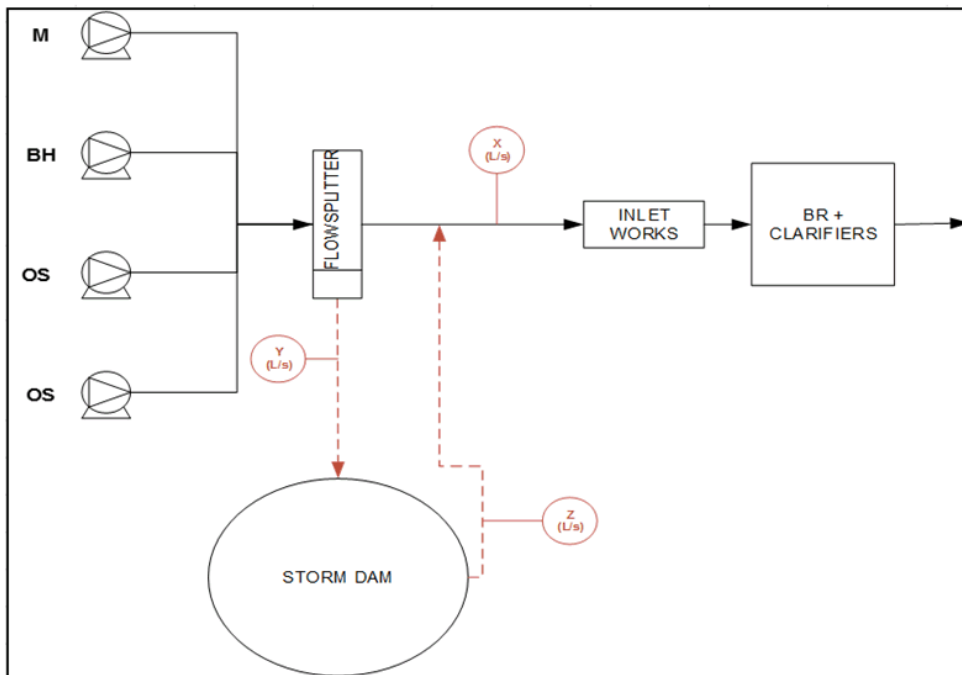 M
BH
OS
OS
FLOWSPLITTER
X
(L/s)
INLET
WORKS
BR +
CLARIFIERS
Y
(L/s)
Z
(L/s)
STORM DAM